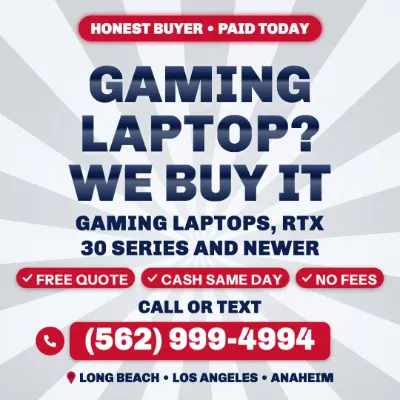 HONEST BUYER • PAID TODAY
GAMING
LAPTOP?
WE BUY IT
GAMING LAPTOPS, RTX
30 SERIES AND NEWER
✓ FREE QUOTE ✓ CASH SAME DAY ✓ NO FEES
CALL OR TEXT
(562) 999-4994
LONG BEACH • LOS ANGELES • ANAHEIM